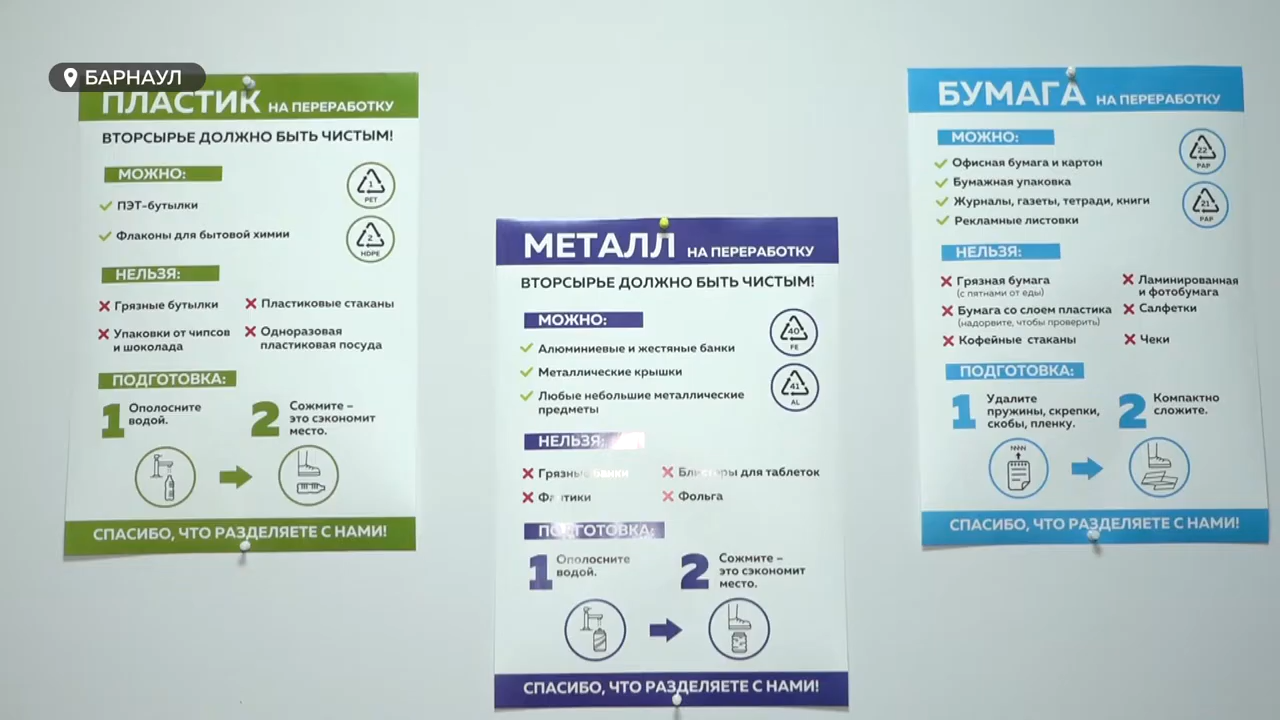 БАРНАУЛ
ПЛАСТИК НА ПЕРЕРАБОТКУ
ВТОРСЫРЬЕ ДОЛЖНО БЫТЬ ЧИСТЫМ!
МОЖНО:
ПЭТ-бутылки
Флаконы для бытовой химии
1
PET
2
HDPE
НЕЛЬЗЯ:
Грязные бутылки
Пластиковые стаканы
Упаковки от чипсов
и шоколада
Одноразовая
пластиковая посуда
ПОДГОТОВКА:
1 Ополосните
водой.
2 Сожмите –
это сэкономит
место.
СПАСИБО, ЧТО РАЗДЕЛЯЕТЕ С НАМИ!
МЕТАЛЛ НА ПЕРЕРАБОТКУ
ВТОРСЫРЬЕ ДОЛЖНО БЫТЬ ЧИСТЫМ!
МОЖНО:
Алюминиевые и жестяные банки
Металлические крышки
Любые небольшие металлические
предметы
40
FE
41
AL
НЕЛЬЗЯ:
Грязные банки
Блистеры для таблеток
Фантики
Фольга
ПОДГОТОВКА:
1 Ополосните
водой.
2 Сожмите –
это сэкономит
место.
СПАСИБО, ЧТО РАЗДЕЛЯЕТЕ С НАМИ!
БУМАГА НА ПЕРЕРАБОТКУ
МОЖНО:
Офисная бумага и картон
Бумажная упаковка
Журналы, газеты, тетради, книги
Рекламные листовки
22
PAP
21
PAP
НЕЛЬЗЯ:
Грязная бумага
(с пятнами от еды)
Ламинированная
и фотобумага
Бумага со слоем пластика
(надорвите, чтобы проверить)
Салфетки
Кофейные стаканы
Чеки
ПОДГОТОВКА:
1 Удалите
пружины, скрепки,
скобы, пленку.
2 Компактно
сложите.
СПАСИБО, ЧТО РАЗДЕЛЯЕТЕ С НАМИ!